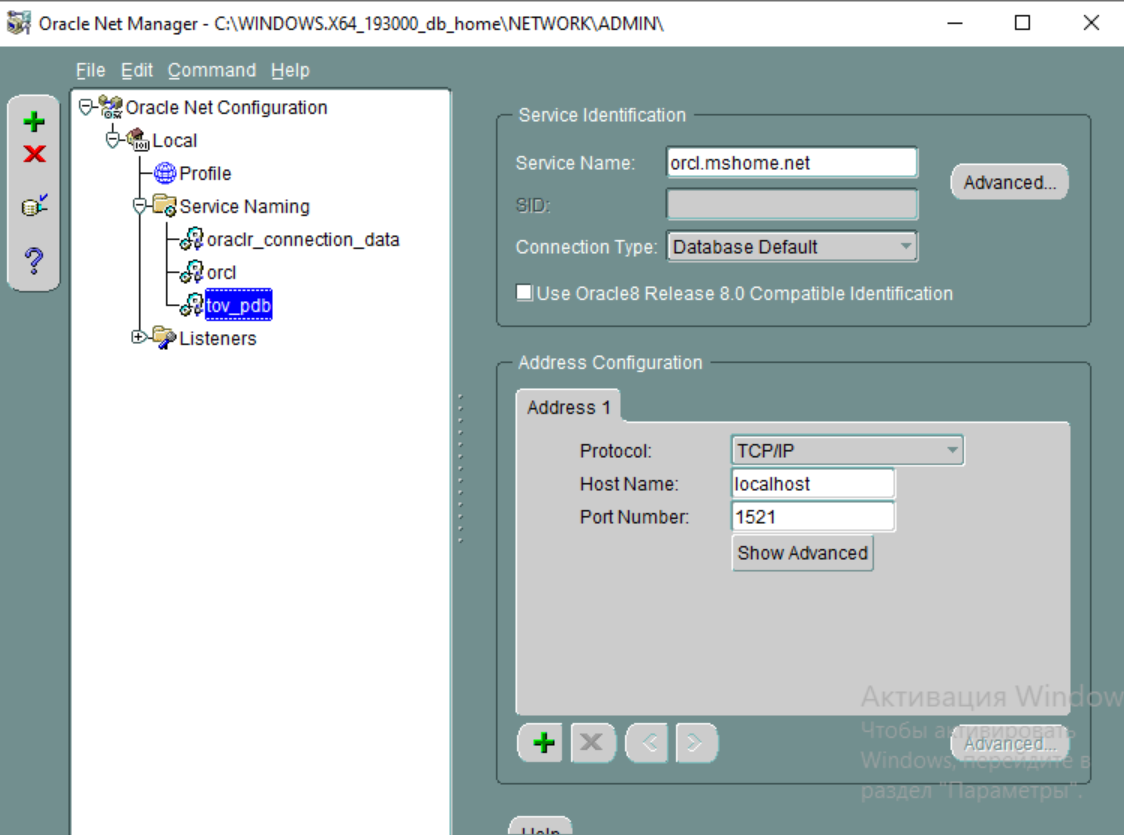 Oracle Net Manager - C:\WINDOWS.X64_193000_db_home\NETWORK\ADMIN\
File Edit Command Help
Oracle Net Configuration
Local
Profile
Service Naming
oraclr_connection_data
orcl
tov_pdb
Listeners
Service Identification
Service Name: orcl.mshome.net
Advanced...
SID:
Connection Type: Database Default
Use Oracle8 Release 8.0 Compatible Identification
Address Configuration
Address 1
Protocol: TCP/IP
Host Name: localhost
Port Number: 1521
Show Advanced
Активация Window
Чтобы активировать
Advanced...
Windows, перейдите в
раздел "Параметры".
Help